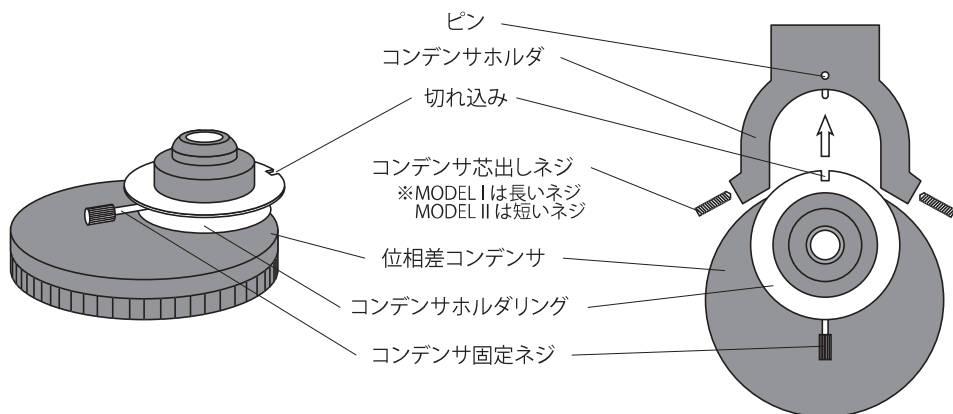 ピン
コンデンサホルダ
切れ込み
コンデンサ芯出しネジ
※MODEL I は長いネジ
MODEL II は短いネジ
位相差コンデンサ
コンデンサホルダリング
コンデンサ固定ネジ